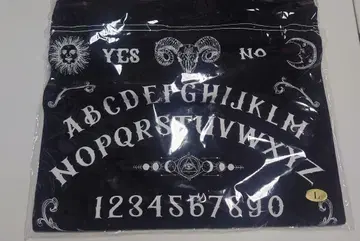 YES NO
ABCDEFGHIJKLM
NOPQRSTUVWXYZ
1234567890
L